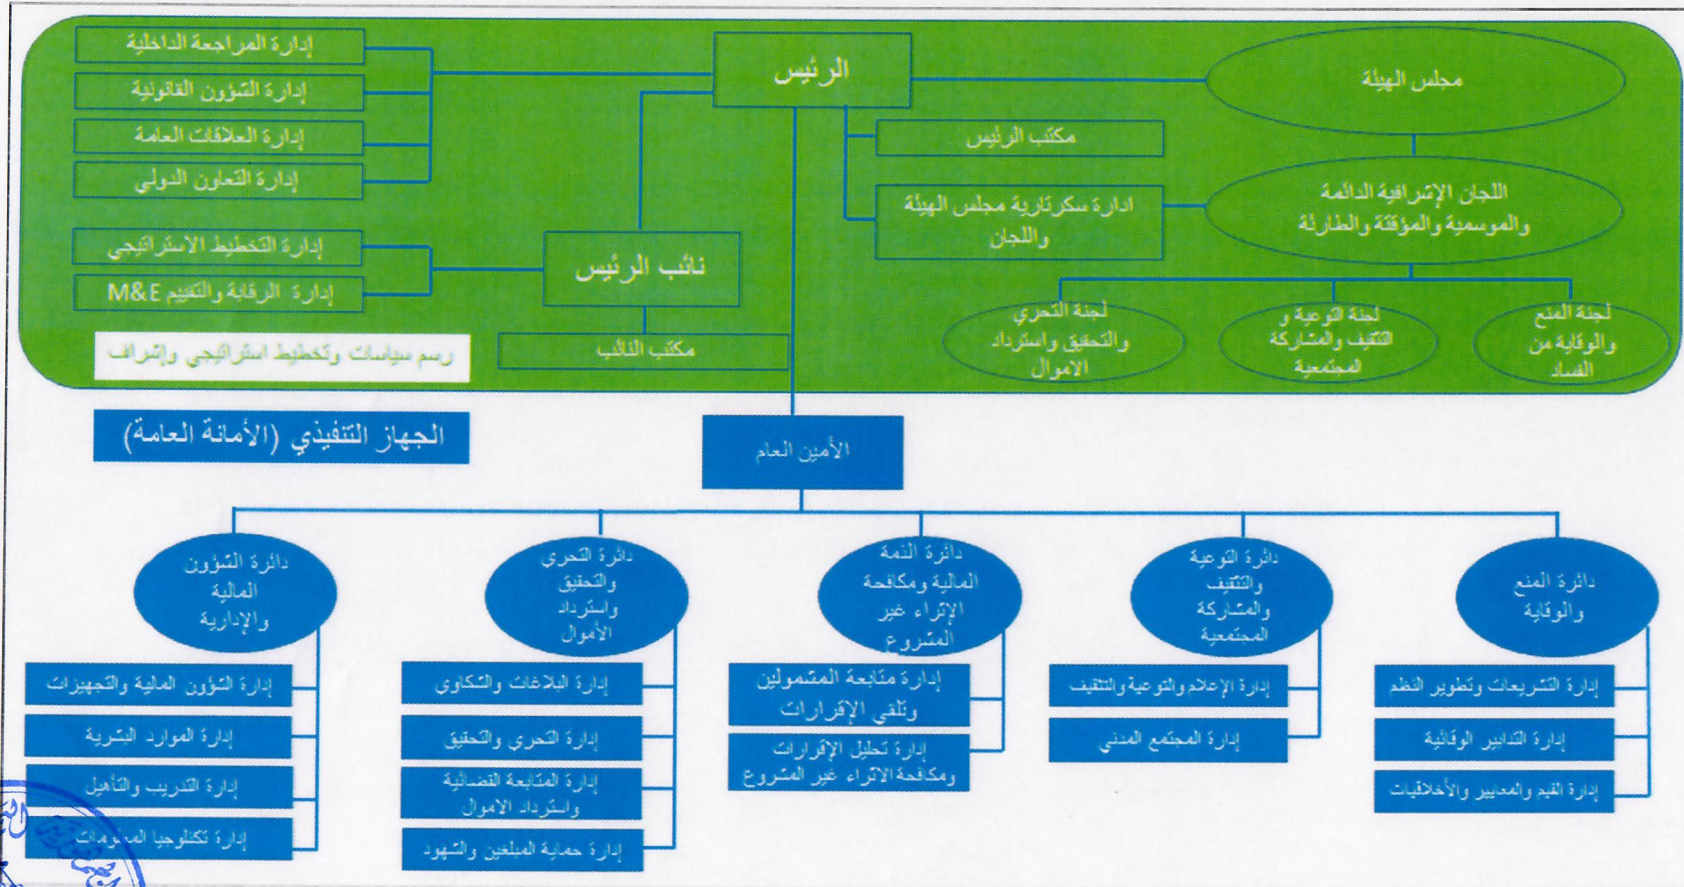 الرئيس
مجلس الهيئة
إدارة المراجعة الداخلية
إدارة الشؤون القانونية
إدارة العلاقات العامة
إدارة التعاون الدولي
مكتب الرئيس
ادارة سكرتارية مجلس الهيئة
واللجان
اللجان الإشرافية الدائمة
والموسمية والمؤقتة والطارئة
نائب الرئيس
إدارة التخطيط الاستراتيجي
إدارة الرقابة والتقييم M&E
مكتب النائب
لجنة المنع
والوقاية من
الفساد
لجنة التوعية و
التثقيف والمشاركة
المجتمعية
لجنة التحري
والتحقيق واسترداد
الاموال
رسم سياسات وتخطيط استراتيجي وإشراف
الجهاز التنفيذي (الأمانة العامة)
الأمين العام
دائرة المنع
والوقاية
إدارة التشريعات وتطوير النظم
إدارة التدابير الوقائية
إدارة القيم والمعايير والأخلاقيات
دائرة التوعية
والتثقيف
والمشاركة
المجتمعية
إدارة الإعلام والتوعية والتثقيف
إدارة المجتمع المدني
دائرة الذمة
المالية ومكافحة
الإثراء غير
المشروع
إدارة متابعة المشمولين
وتلقي الإقرارات
إدارة تحليل الإقرارات
ومكافحة الاثراء غير المشروع
دائرة التحري
والتحقيق
واسترداد
الأموال
إدارة البلاغات والشكاوى
إدارة التحري والتحقيق
إدارة المتابعة القضائية
واسترداد الاموال
إدارة حماية المبلغين والشهود
دائرة الشؤون
المالية
والإدارية
إدارة الشؤون المالية والتجهيزات
إدارة الموارد البشرية
إدارة التدريب والتأهيل
إدارة تكنلوجيا المعلومات